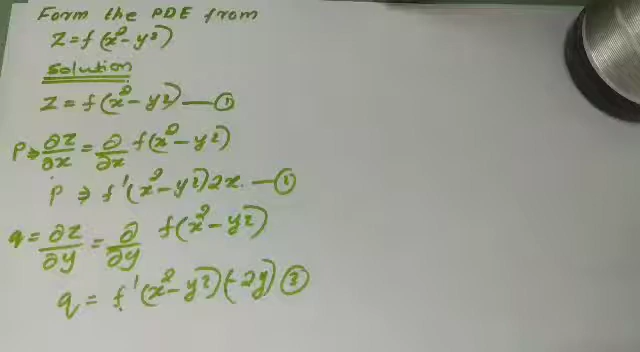 Form the PDE from
Z = f(x² - y²)
Solution
Z = f(x² - y²) — ①
p ⇒ ∂z/∂x = ∂/∂x f(x² - y²)
p ⇒ f'(x² - y²) 2x. — ①
q = ∂z/∂y = ∂/∂y f(x² - y²)
q = f'(x² - y²)(-2y) ③